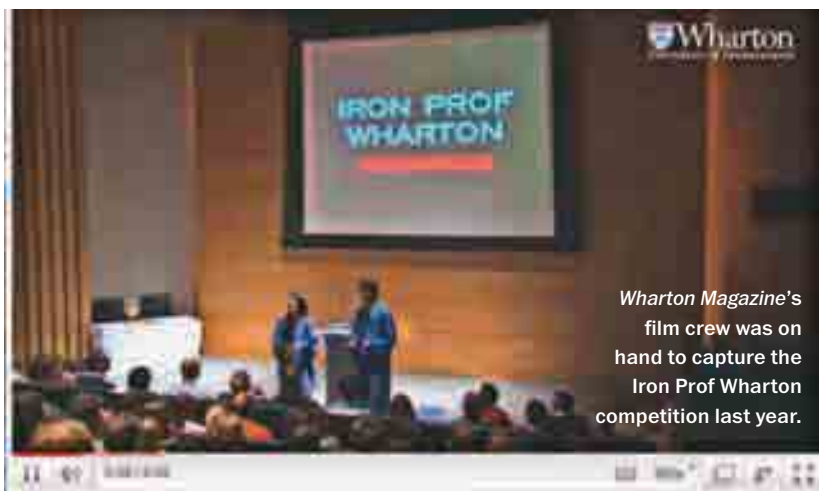 Wharton
IRON PROF
WHARTON
Wharton Magazine's
film crew was on
hand to capture the
Iron Prof Wharton
competition last year.